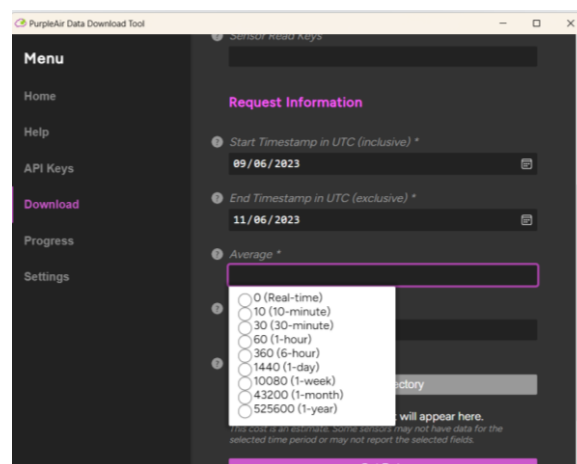 PurpleAir Data Download Tool
Menu
Home
Help
API Keys
Download
Progress
Settings
Sensor Read Keys
Request Information
Start Timestamp in UTC (inclusive) *
09/06/2023
End Timestamp in UTC (exclusive) *
11/06/2023
Average *
0 (Real-time)
10 (10-minute)
30 (30-minute)
60 (1-hour)
360 (6-hour)
1440 (1-day)
10080 (1-week)
43200 (1-month)
525600 (1-year)
will appear here.
This cost is an estimate. Some sensors may not have data for the
selected time period or may not report the selected fields.